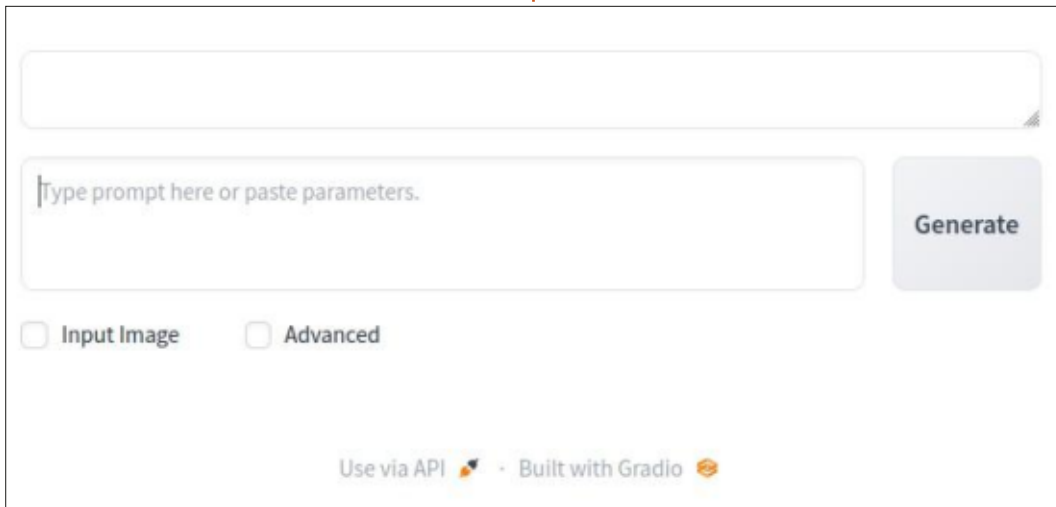 Type prompt here or paste parameters.
Generate
Input Image
Advanced
Use via API · Built with Gradio